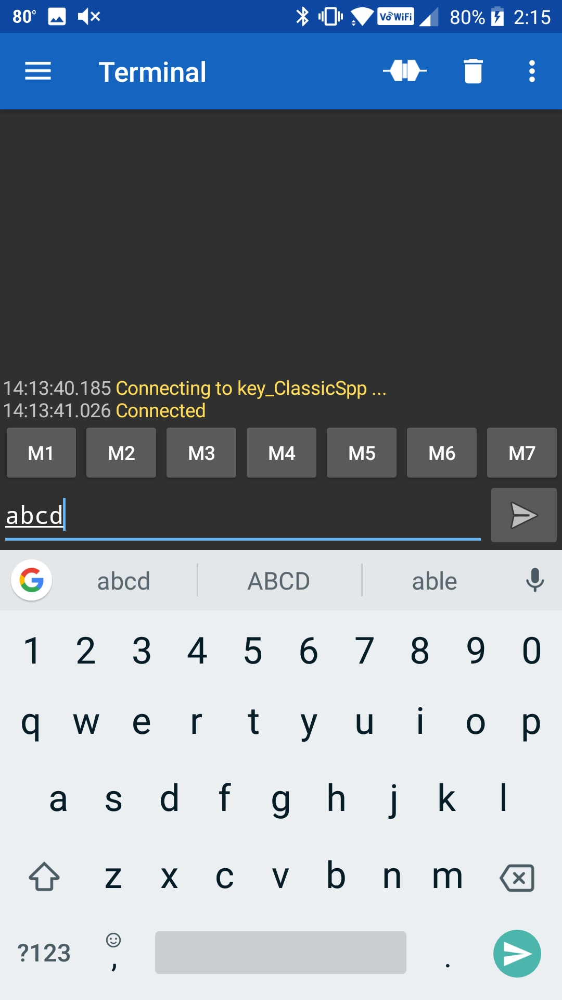 80° VoWiFi 80% 2:15
Terminal
14:13:40.185 Connecting to key_ClassicSpp ...
14:13:41.026 Connected
M1 M2 M3 M4 M5 M6 M7
abcd
G abcd ABCD able
1 2 3 4 5 6 7 8 9 0
q w e r t y u i o p
a s d f g h j k l
z x c v b n m
?123 , .